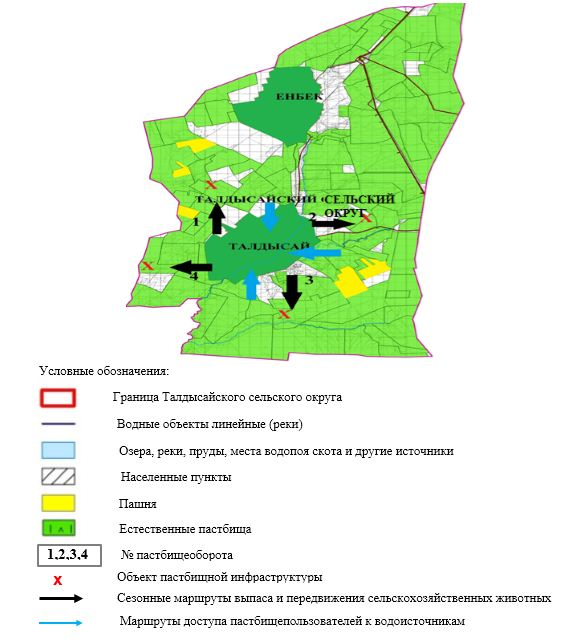 ЕНБЕК
ТАЛДЫСАЙСКИЙ СЕЛЬСКИЙ
ОКРУГ
X
1
2
X
ТАЛДЫСАЙ
X
4
3
X
Условные обозначения:
Граница Талдысайского сельского округа
Водные объекты линейные (реки)
Озера, реки, пруды, места водопоя скота и другие источники
Населенные пункты
Пашня
Естественные пастбища
1,2,3,4 № пастбищеоборота
X Объект пастбищной инфраструктуры
Сезонные маршруты выпаса и передвижения сельскохозяйственных животных
Маршруты доступа пастбищепользователей к водоисточникам